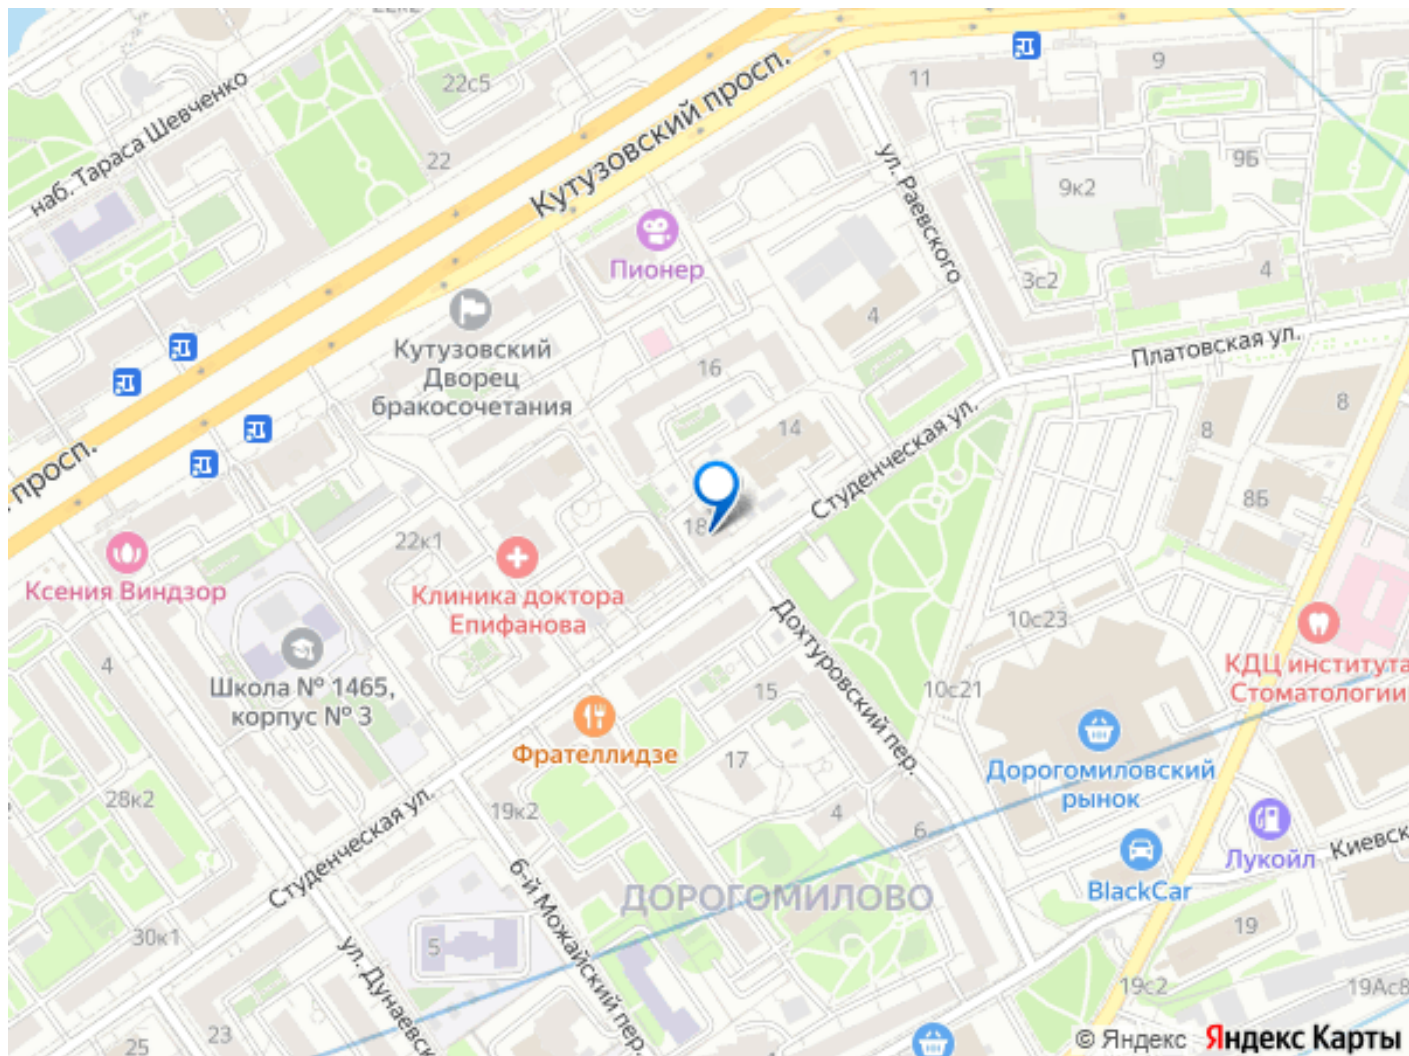 22к2
наб. Тараса Шевченко
22с5
22
Кутузовский просп.
11
9
ул. Раевского
9Б
9к2
Пионер
3с2
4
4
Платовская ул.
Кутузовский
Дворец
бракосочетания
16
14
8
8
Студенческая ул.
просп.
8Б
18
22к1
Ксения Виндзор
Клиника доктора
Епифанова
Дохтуровский пер.
10с23
КДЦ института
Стоматологии
4
Школа № 1465,
корпус № 3
15
10с21
Фрателлидзе
17
Дорогомиловский
рынок
28к2
19к2
4
6
Лукойл
Киевск
Студенческая ул.
BlackCar
6-й Можайский пер.
ДОРОГОМИЛОВО
30к1
5
19
ул. Дунаевск
19с2
19Ас8
23
25
© Яндекс Яндекс Карты